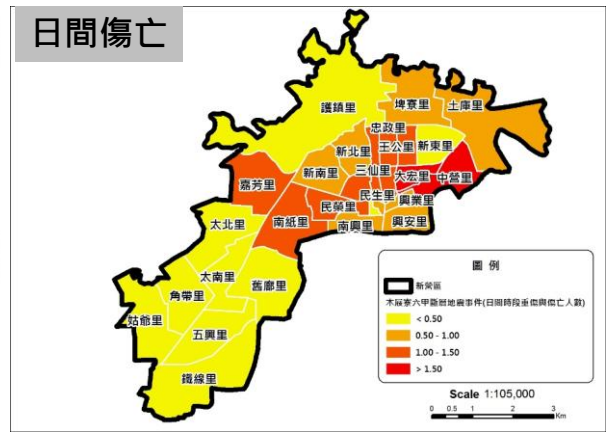 日間傷亡
護鎮里
埤寮里
土庫里
忠政里
新北里
王公里
新東里
新南里
三仙里
大宏里
中營里
嘉芳里
民榮里
民生里
興業里
太北里
南紙里
南興里
興安里
太南里
舊廍里
角帶里
姑爺里
五興里
鐵線里
圖 例
新營區
木屐寮六甲斷層地震事件(日間時段重傷與傷亡人數)
< 0.50
0.50 - 1.00
1.00 - 1.50
> 1.50
Scale 1:105,000
0 0.5 1 2 3
Km